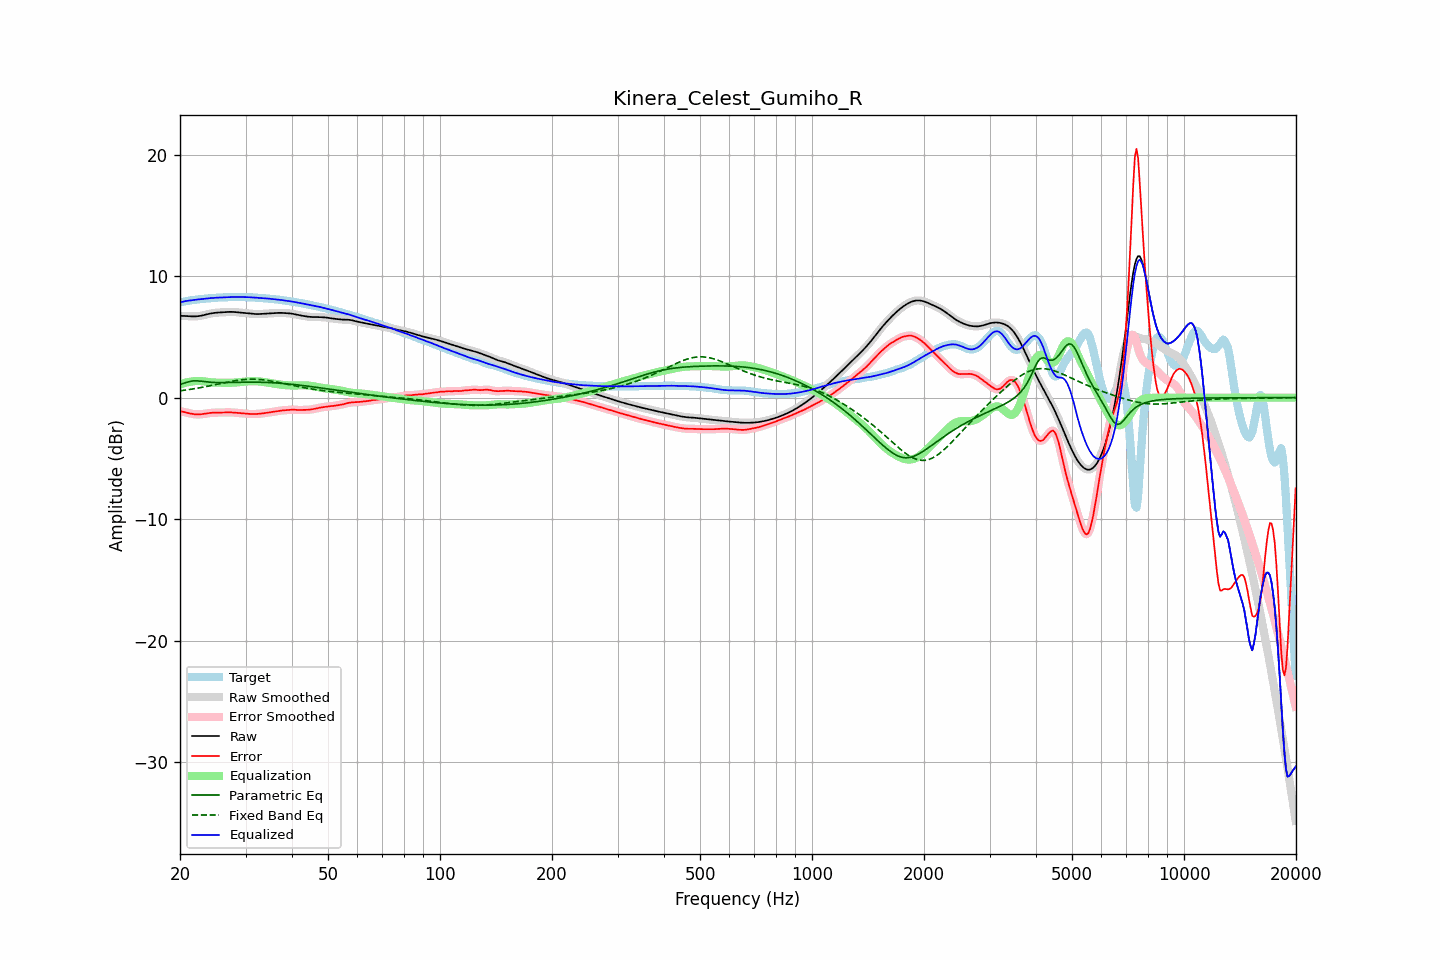 Kinera_Celest_Gumiho_R
20
10
0
−10
−20
−30
Amplitude (dBr)
Target
Raw Smoothed
Error Smoothed
Raw
Error
Equalization
Parametric Eq
Fixed Band Eq
Equalized
20 50 100 200 500 1000 2000 5000 10000 20000
Frequency (Hz)